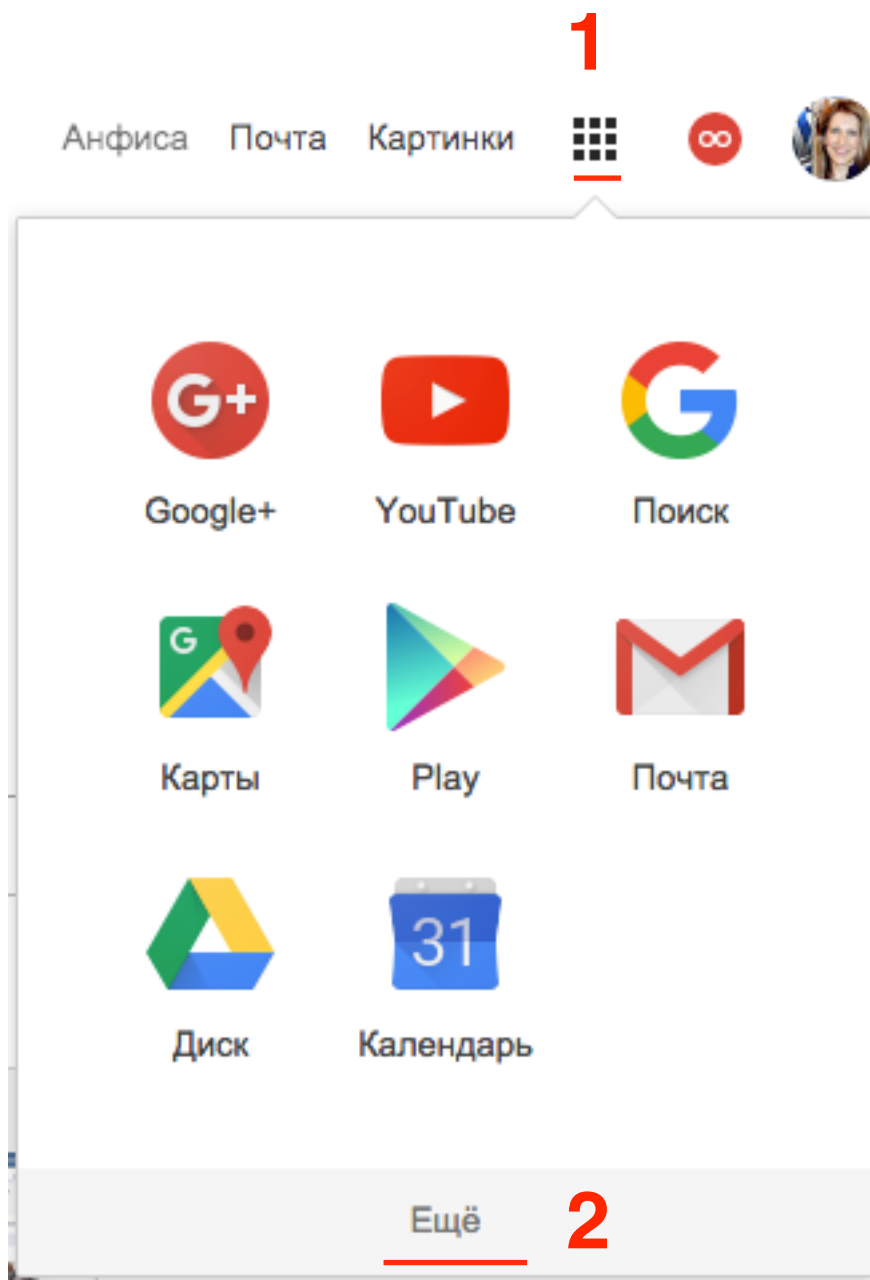 1
Анфиса Почта Картинки
G+
Google+ YouTube Поиск
G
Карты Play Почта
31
Диск Календарь
Ещё 2